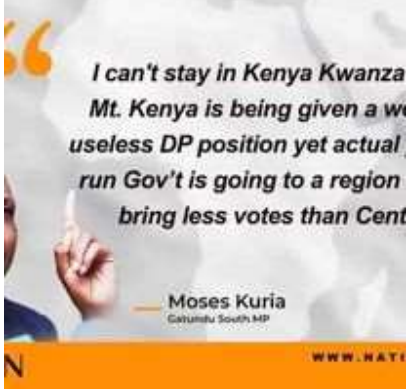 I can't stay in Kenya Kwanza
Mt. Kenya is being given a we
useless DP position yet actual
run Gov't is going to a region
bring less votes than Cent
Moses Kuria
Gatundu South MP
N
WWW.NATI